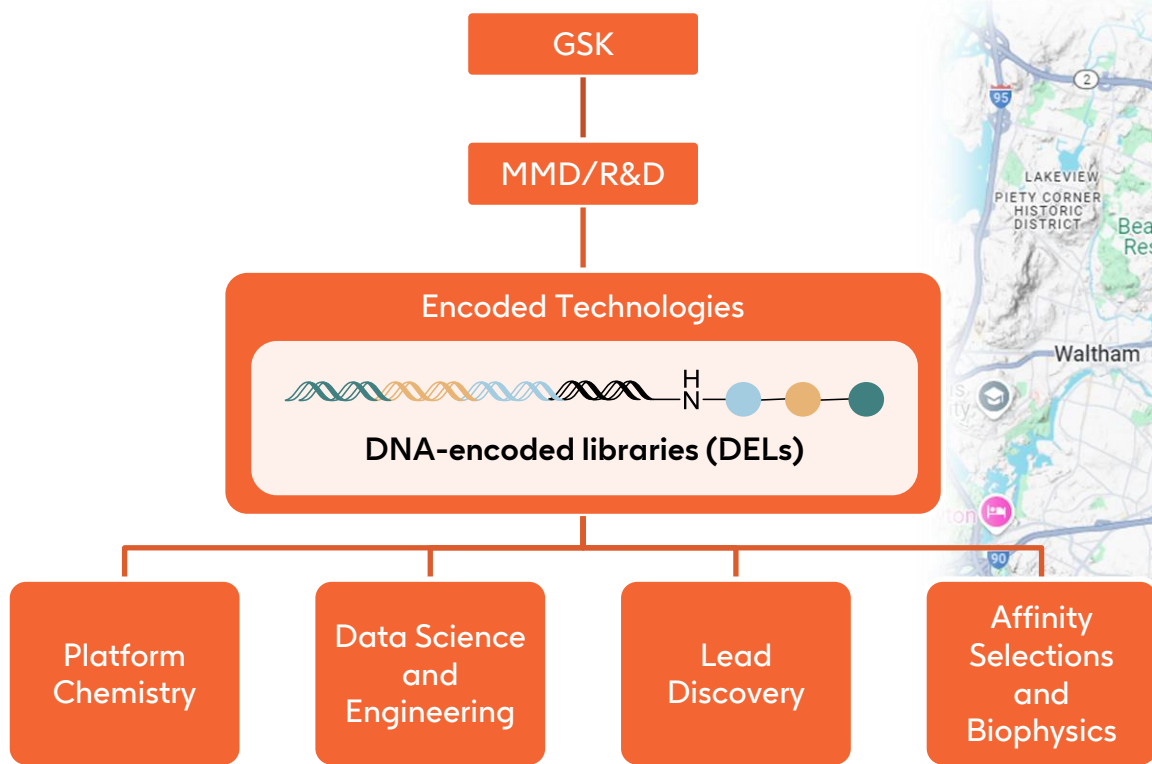 GSK
2
95
MMD/R&D
LAKEVIEW
PIETY CORNER
HISTORIC
DISTRICT
Encoded Technologies
Waltham
H
N
DNA-encoded libraries (DELs)
90
Platform
Chemistry
Data Science
and
Engineering
Lead
Discovery
Affinity
Selections
and
Biophysics